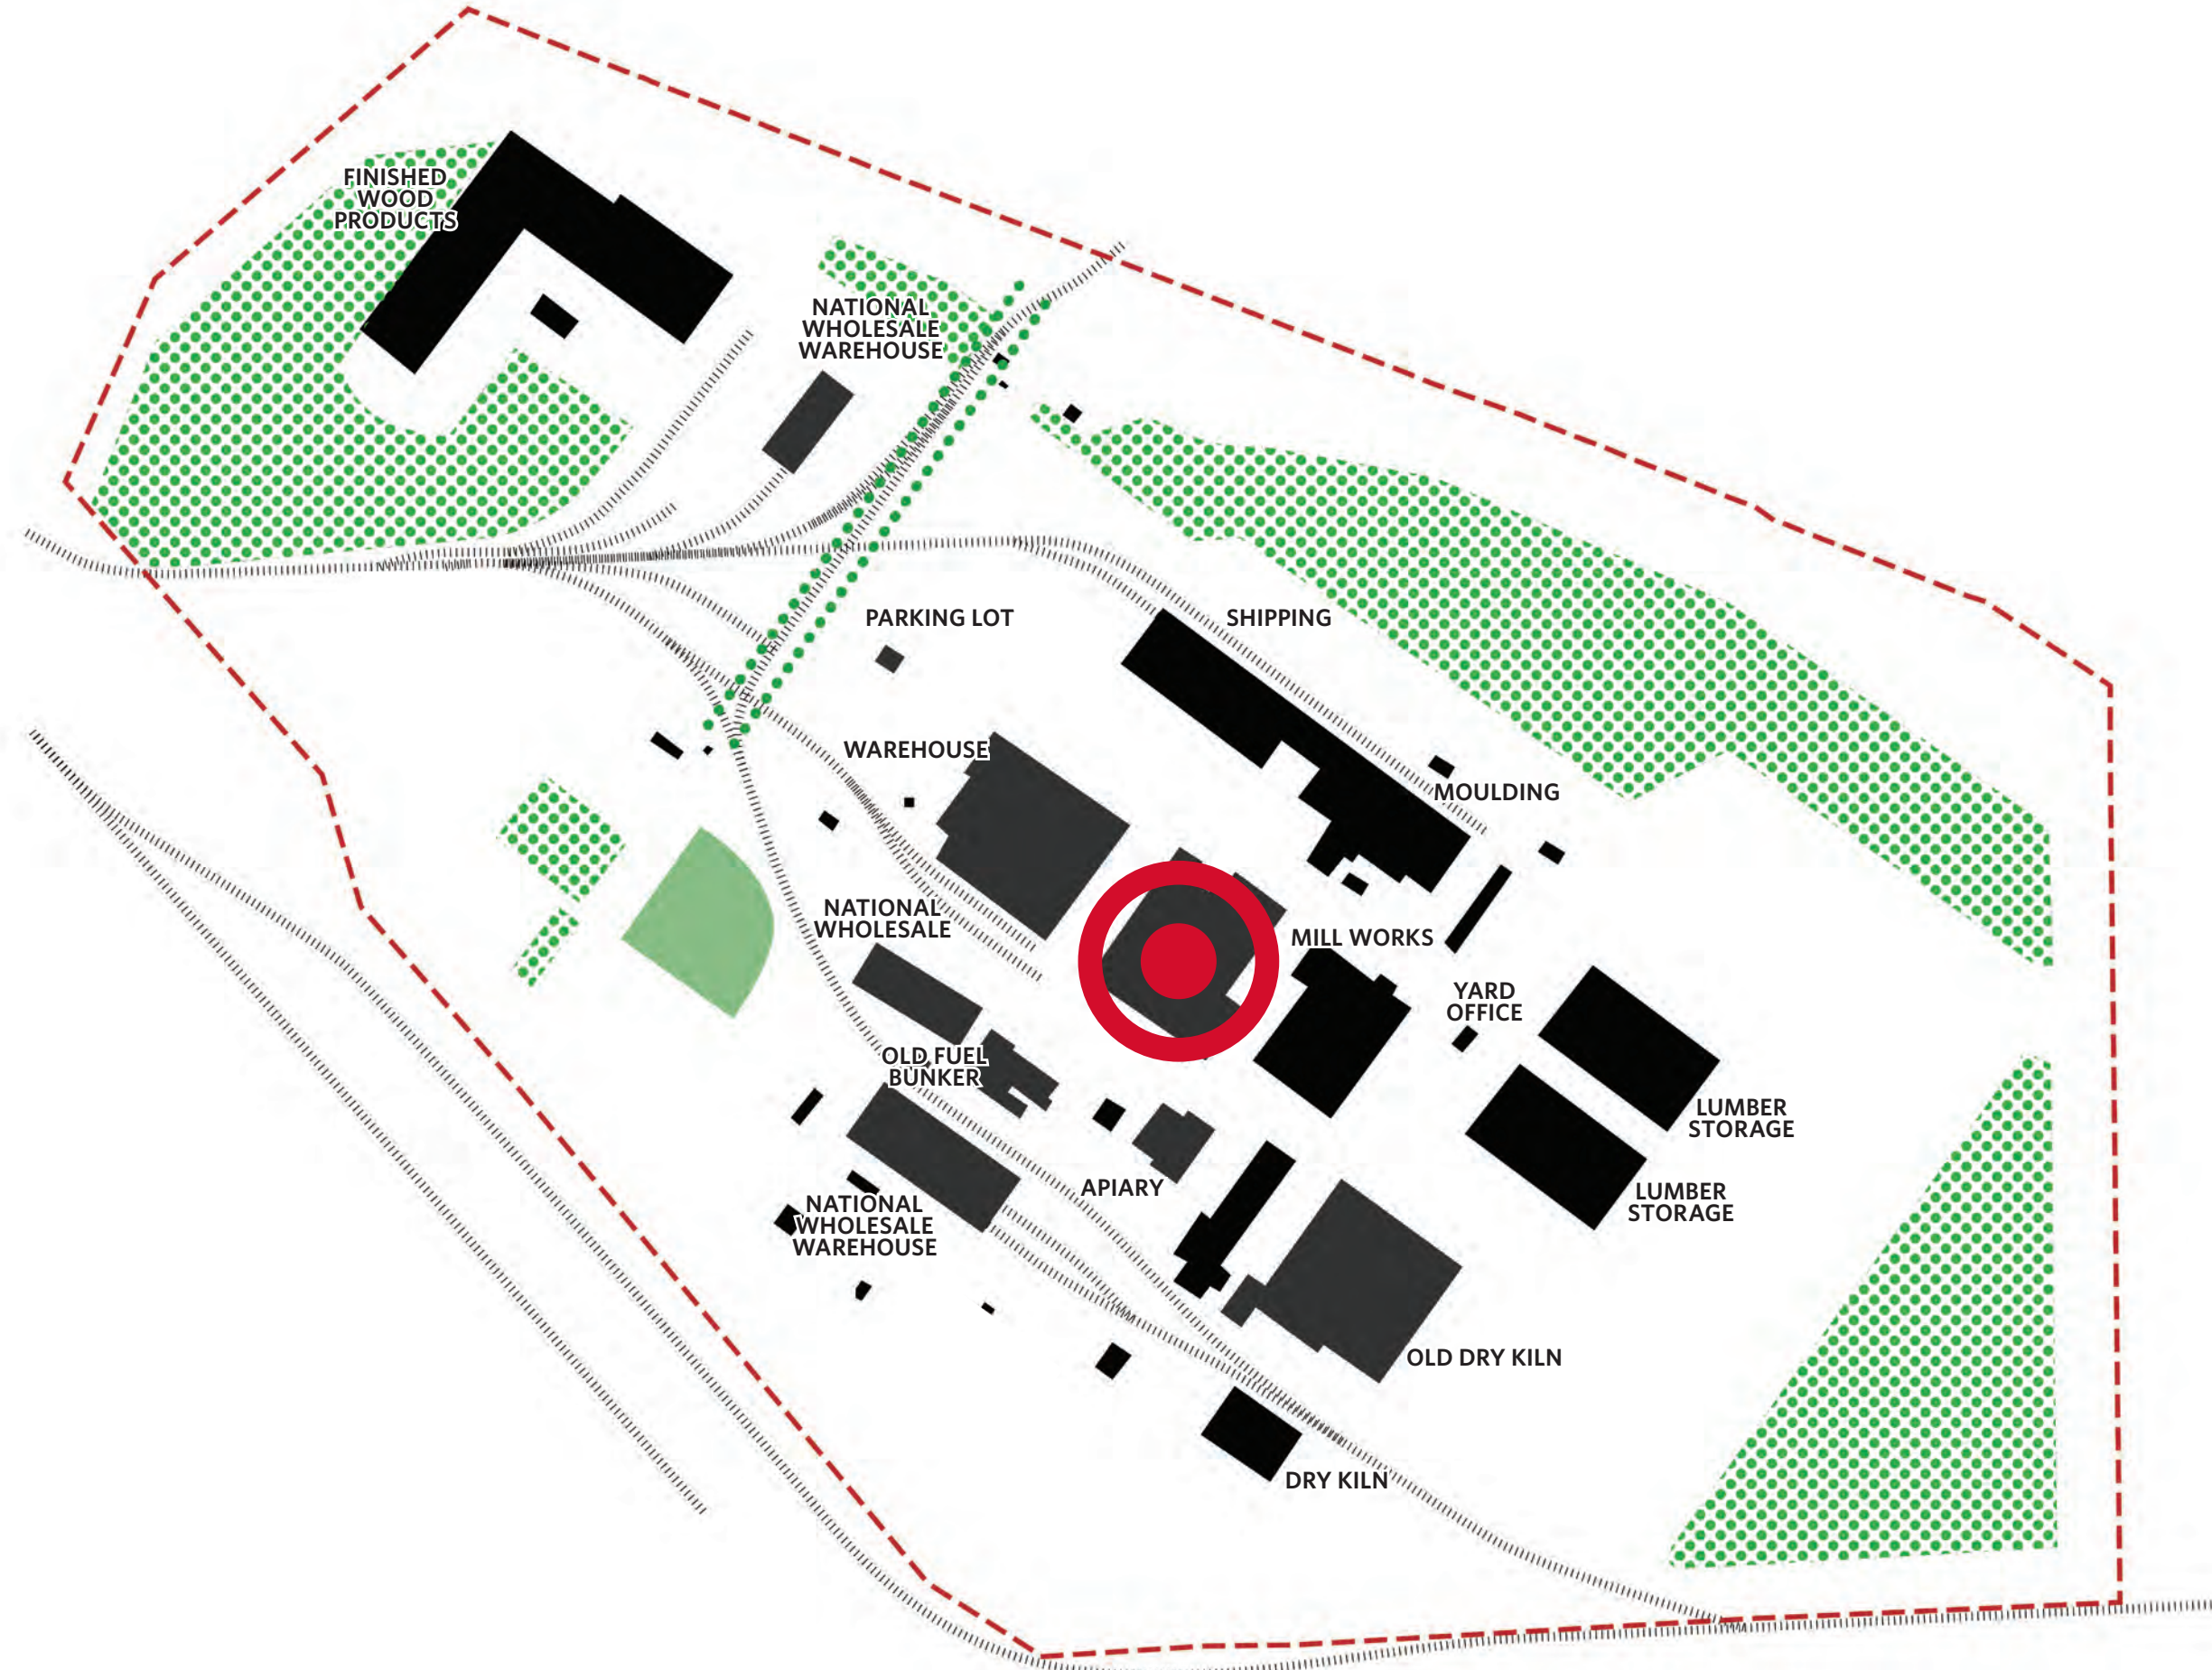 FINISHED
WOOD
PRODUCTS
NATIONAL
WHOLESALE
WAREHOUSE
PARKING LOT
SHIPPING
WAREHOUSE
MOULDING
NATIONAL
WHOLESALE
MILL WORKS
YARD
OFFICE
OLD FUEL
BUNKER
LUMBER
STORAGE
APIARY
LUMBER
STORAGE
NATIONAL
WHOLESALE
WAREHOUSE
OLD DRY KILN
DRY KILN